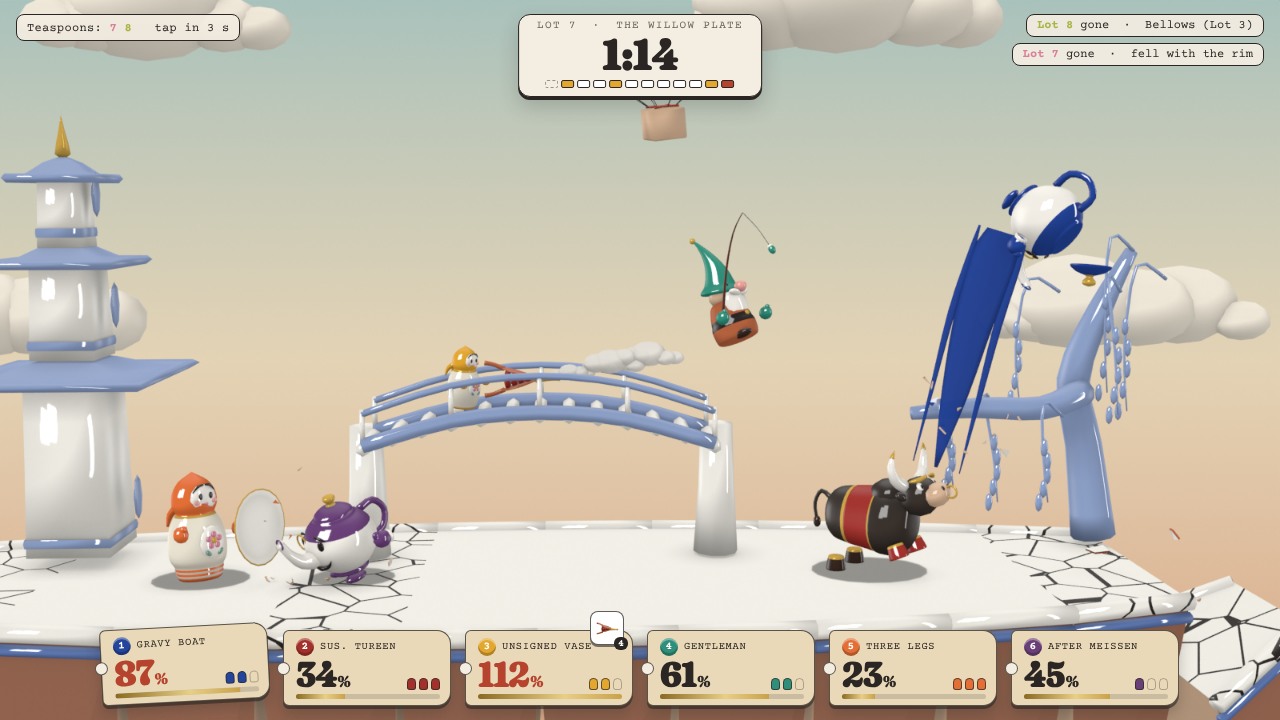 Teaspoons: 7 8 tap in 3 s
LOT 7 · THE WILLOW PLATE
1:14
Lot 8 gone · Bellows (Lot 3)
Lot 7 gone · fell with the rim
1 GRAVY BOAT
87%
2 SUS. TUREEN
34%
3 UNSIGNED VASE
4
112%
4 GENTLEMAN
61%
5 THREE LEGS
23%
6 AFTER MEISSEN
45%